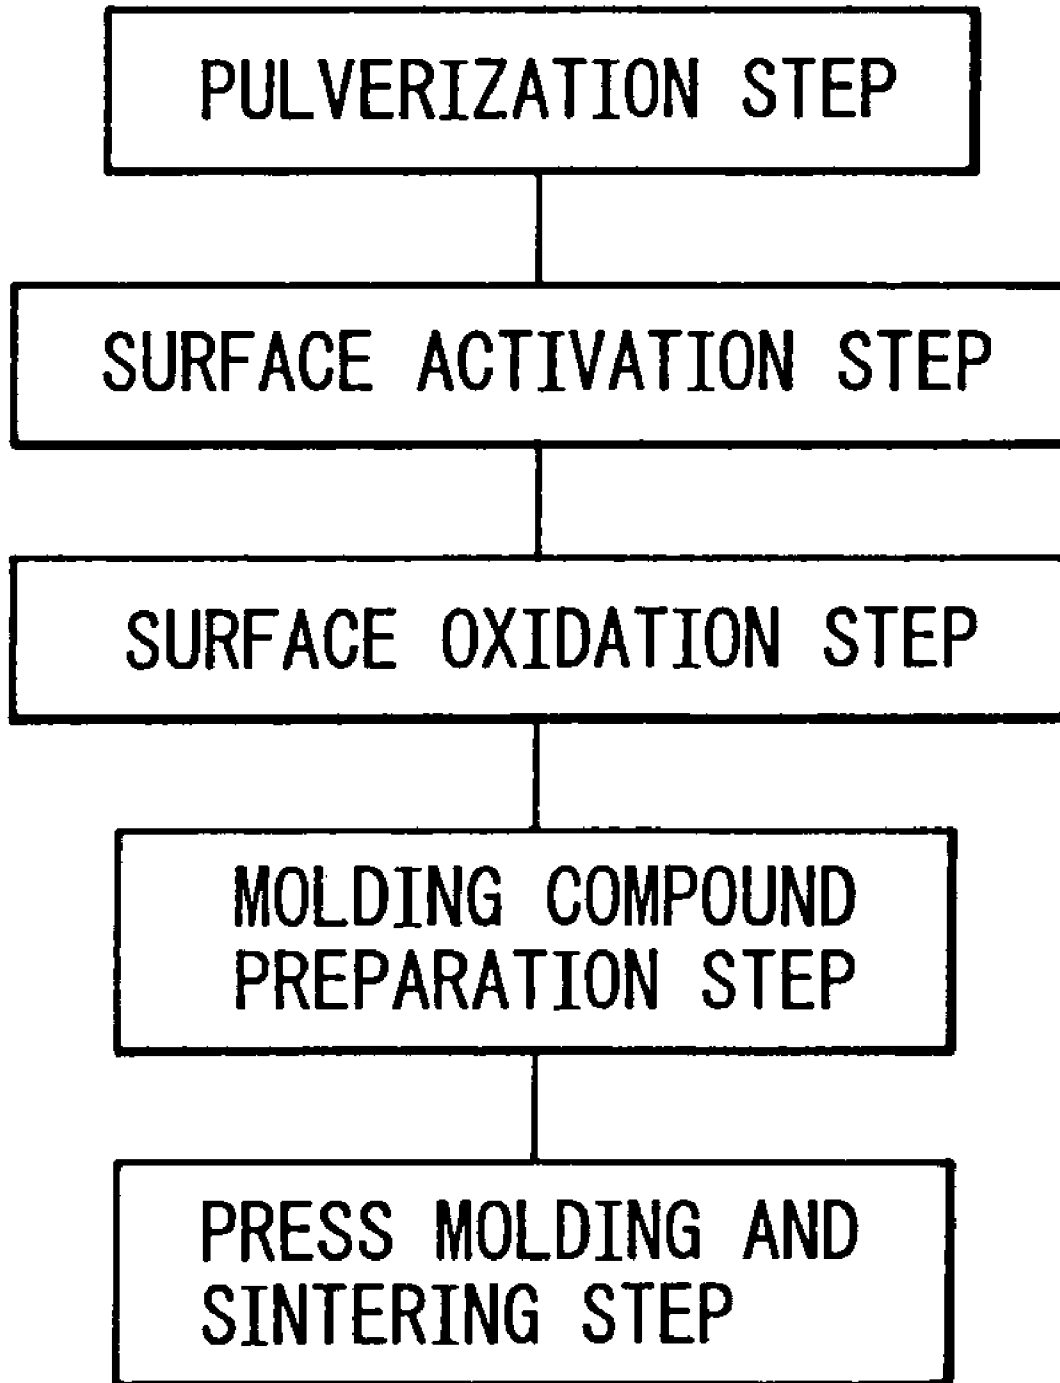 PULVERIZATION STEP
SURFACE ACTIVATION STEP
SURFACE OXIDATION STEP
MOLDING COMPOUND
PREPARATION STEP
PRESS MOLDING AND
SINTERING STEP